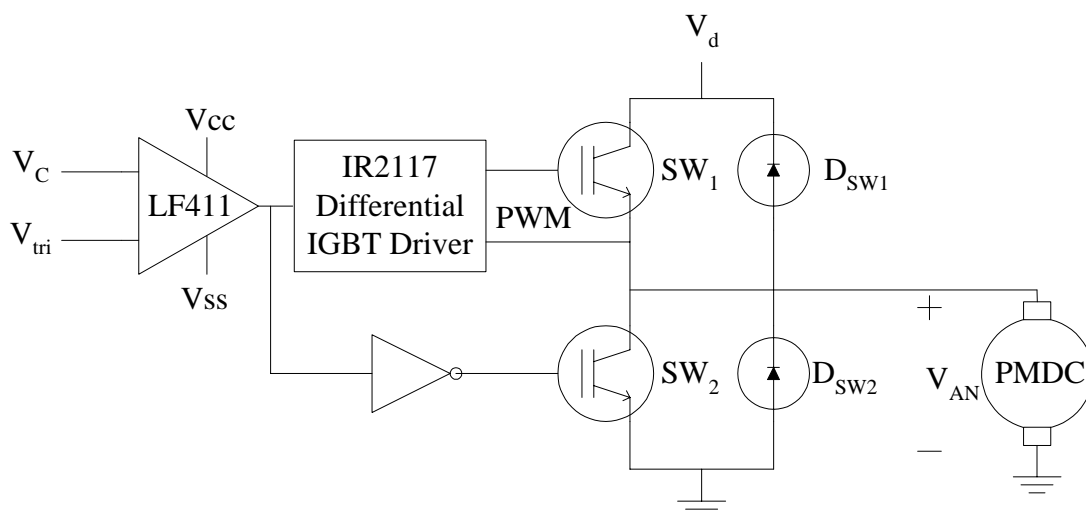 V_d
Vcc
V_C
LF411
V_tri
Vss
IR2117
Differential
IGBT Driver
PWM
SW_1
D_SW1
SW_2
D_SW2
+
V_AN
−
PMDC